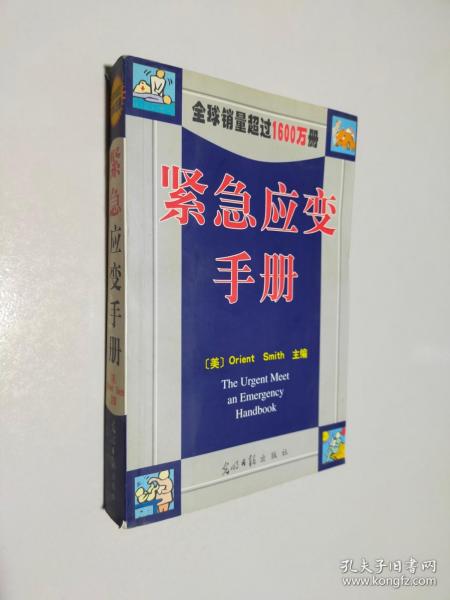 全球销量超过1600万册
紧急应变
手册
〔美〕Orient Smith 主编
The Urgent Meet
an Emergency
Handbook
光明日报出版社
紧急应变手册
孔夫子旧书网
www.kongfz.com